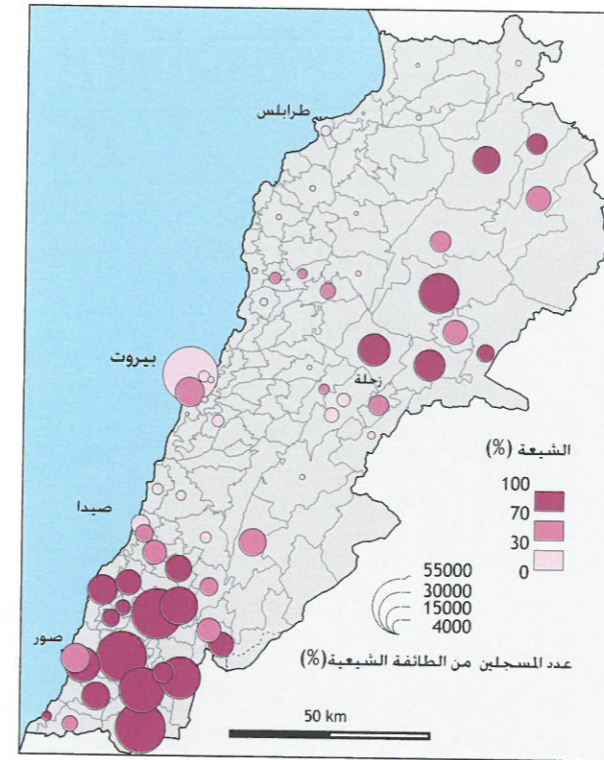 طرابلس
بيروت
زحلة
صيدا
صور
الشيعة (%)
100
70
30
0
55000
30000
15000
4000
عدد المسجلين من الطائفة الشيعية(%)
50 km